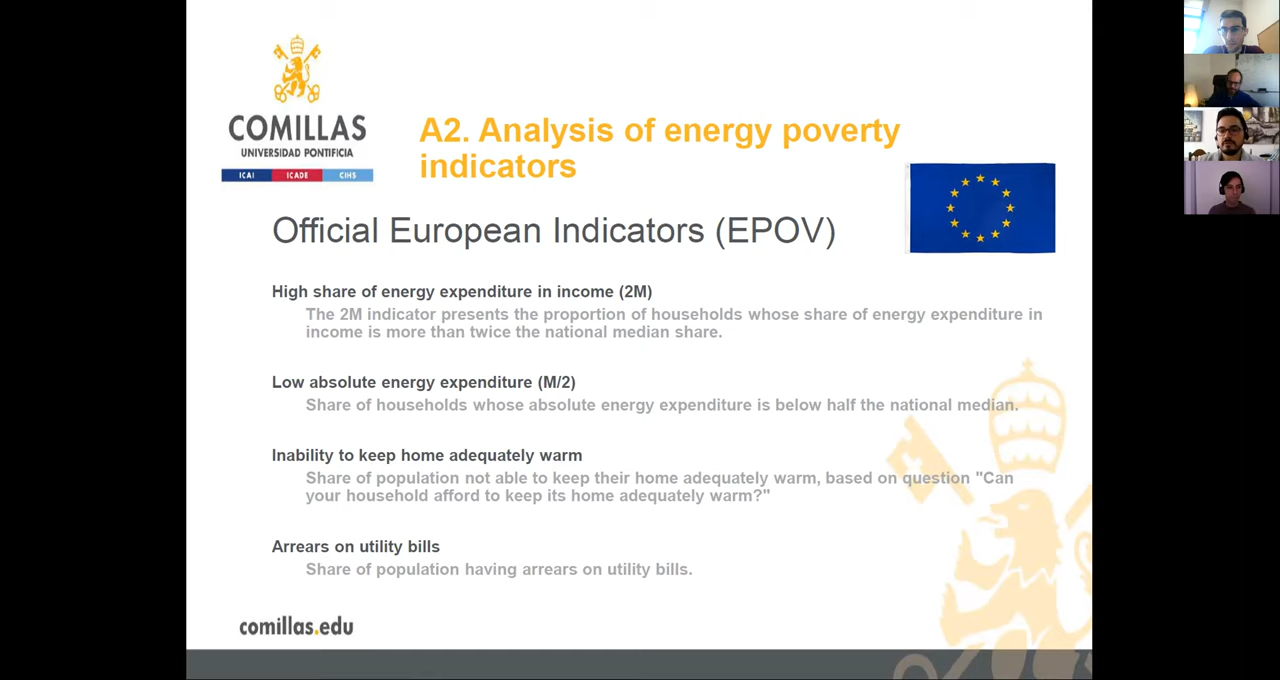 COMILLAS
UNIVERSIDAD PONTIFICIA
ICAI ICADE CIHS
A2. Analysis of energy poverty
indicators
Official European Indicators (EPOV)
High share of energy expenditure in income (2M)
The 2M indicator presents the proportion of households whose share of energy expenditure in
income is more than twice the national median share.
Low absolute energy expenditure (M/2)
Share of households whose absolute energy expenditure is below half the national median.
Inability to keep home adequately warm
Share of population not able to keep their home adequately warm, based on question "Can
your household afford to keep its home adequately warm?"
Arrears on utility bills
Share of population having arrears on utility bills.
comillas.edu